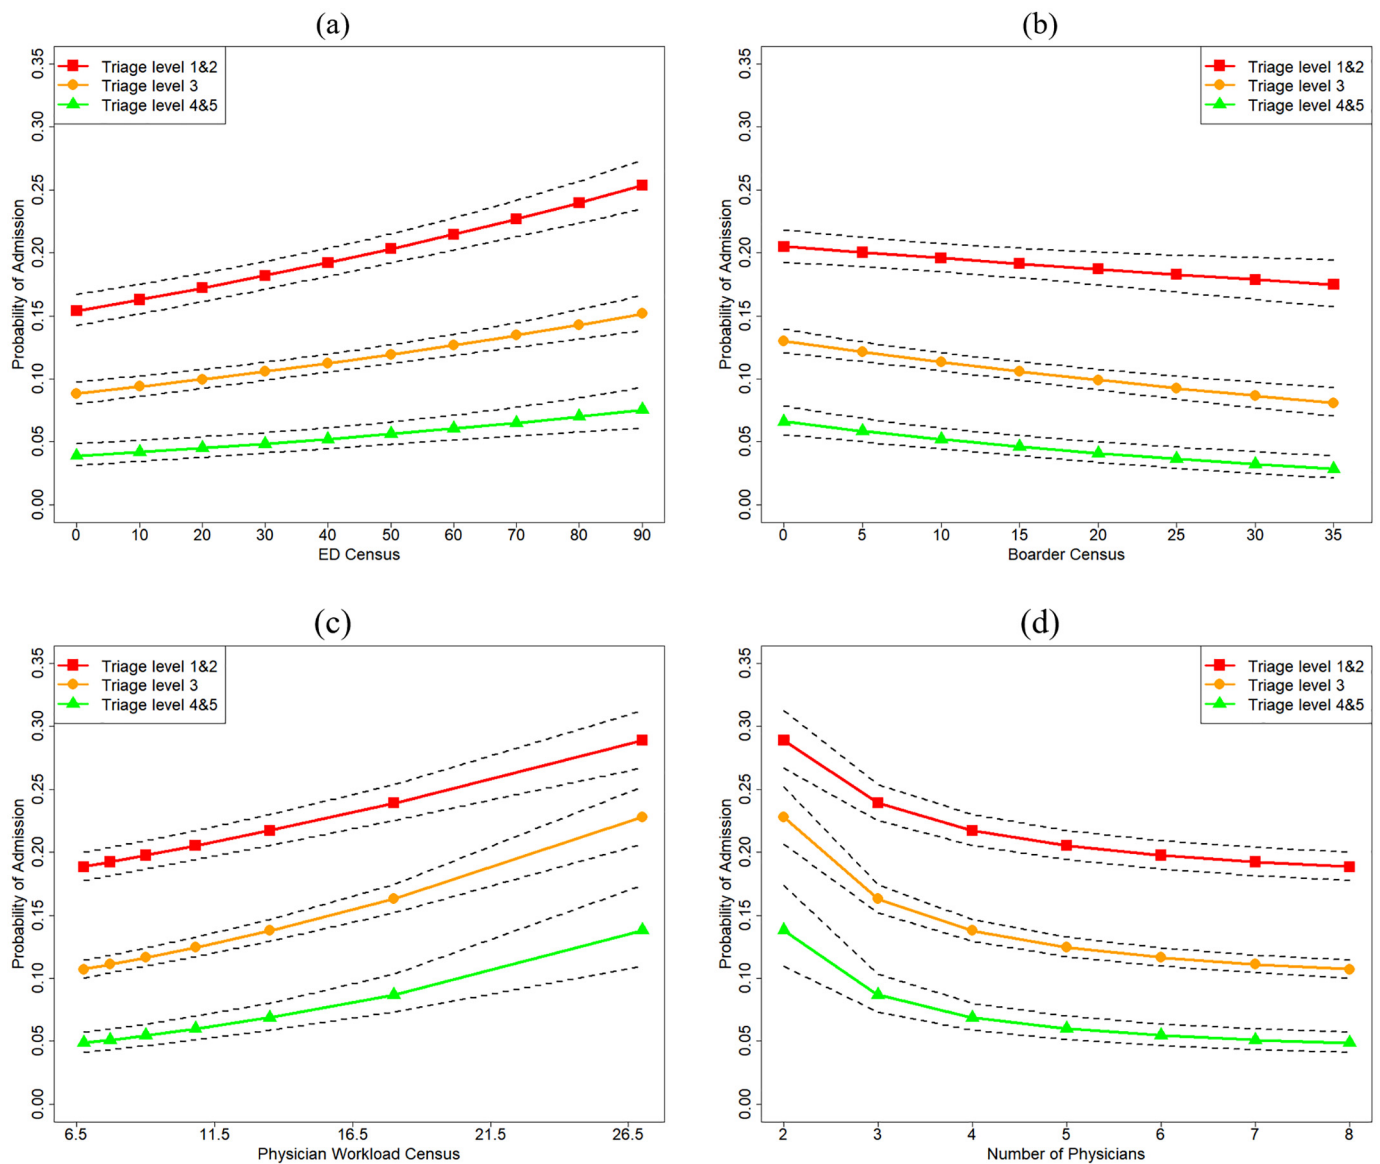 (a)
Triage level 1&2
Triage level 3
Triage level 4&5
Probability of Admission
0.00 0.05 0.10 0.15 0.20 0.25 0.30 0.35
0 10 20 30 40 50 60 70 80 90
ED Census
(b)
Triage level 1&2
Triage level 3
Triage level 4&5
Probability of Admission
0.00 0.05 0.10 0.15 0.20 0.25 0.30 0.35
0 5 10 15 20 25 30 35
Boarder Census
(c)
Triage level 1&2
Triage level 3
Triage level 4&5
Probability of Admission
0.00 0.05 0.10 0.15 0.20 0.25 0.30 0.35
6.5 11.5 16.5 21.5 26.5
Physician Workload Census
(d)
Triage level 1&2
Triage level 3
Triage level 4&5
Probability of Admission
0.00 0.05 0.10 0.15 0.20 0.25 0.30 0.35
2 3 4 5 6 7 8
Number of Physicians